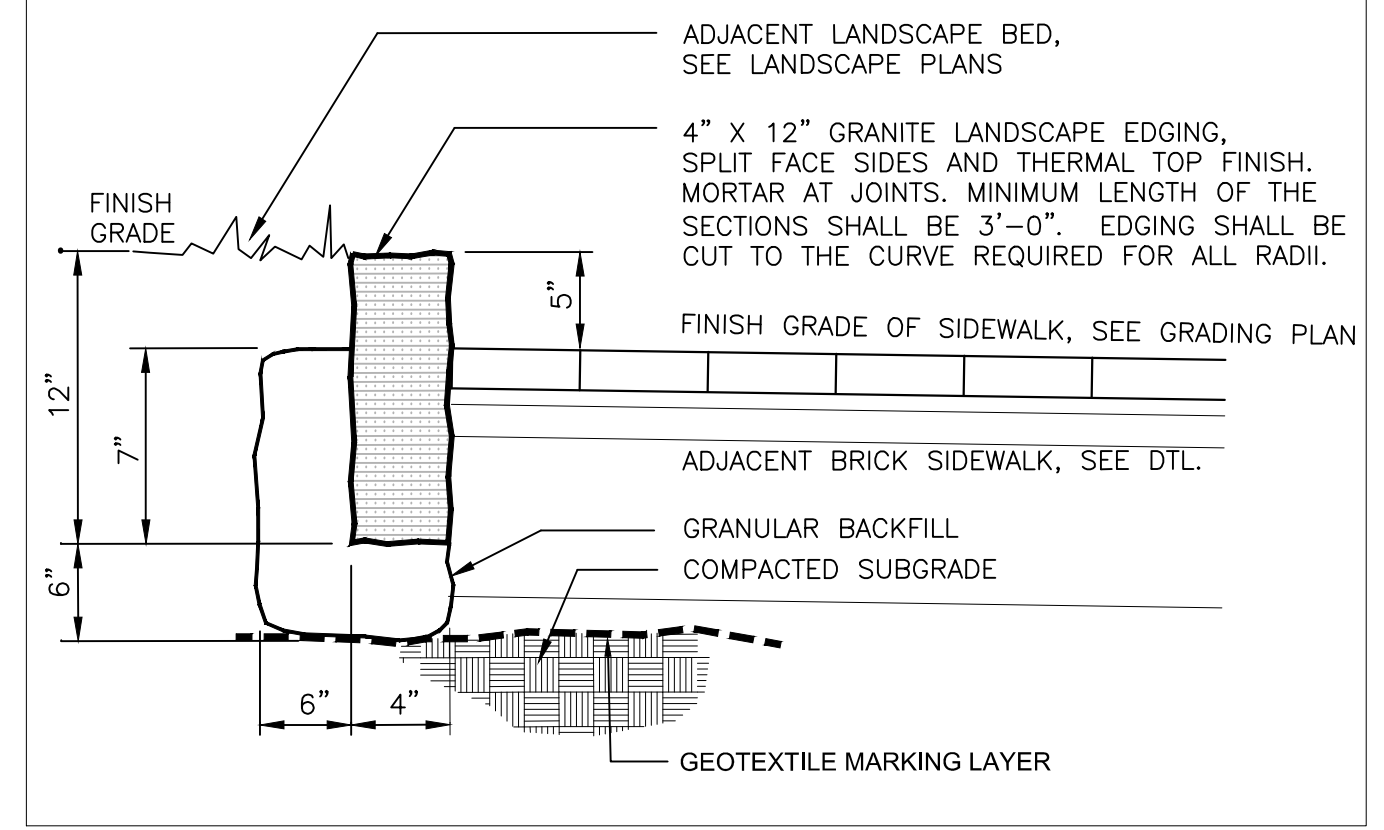 ADJACENT LANDSCAPE BED,
SEE LANDSCAPE PLANS
4” X 12” GRANITE LANDSCAPE EDGING,
SPLIT FACE SIDES AND THERMAL TOP FINISH.
MORTAR AT JOINTS. MINIMUM LENGTH OF THE
SECTIONS SHALL BE 3’-0”. EDGING SHALL BE
CUT TO THE CURVE REQUIRED FOR ALL RADII.
FINISH
GRADE
5”
FINISH GRADE OF SIDEWALK, SEE GRADING PLAN
12”
7”
ADJACENT BRICK SIDEWALK, SEE DTL.
GRANULAR BACKFILL
COMPACTED SUBGRADE
6”
6”
4”
GEOTEXTILE MARKING LAYER